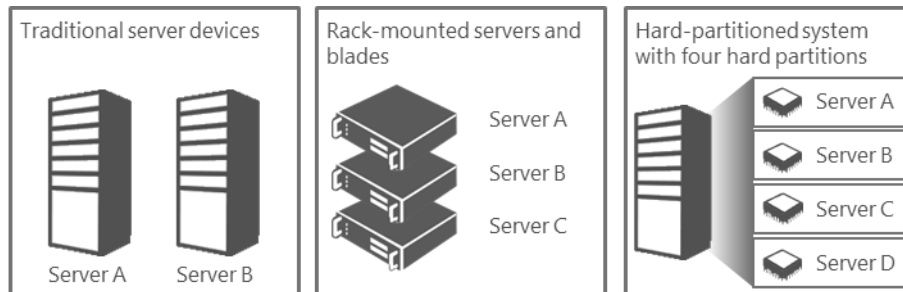 Traditional server devices
Server A
Server B
Rack-mounted servers and
blades
Server A
Server B
Server C
Hard-partitioned system
with four hard partitions
Server A
Server B
Server C
Server D